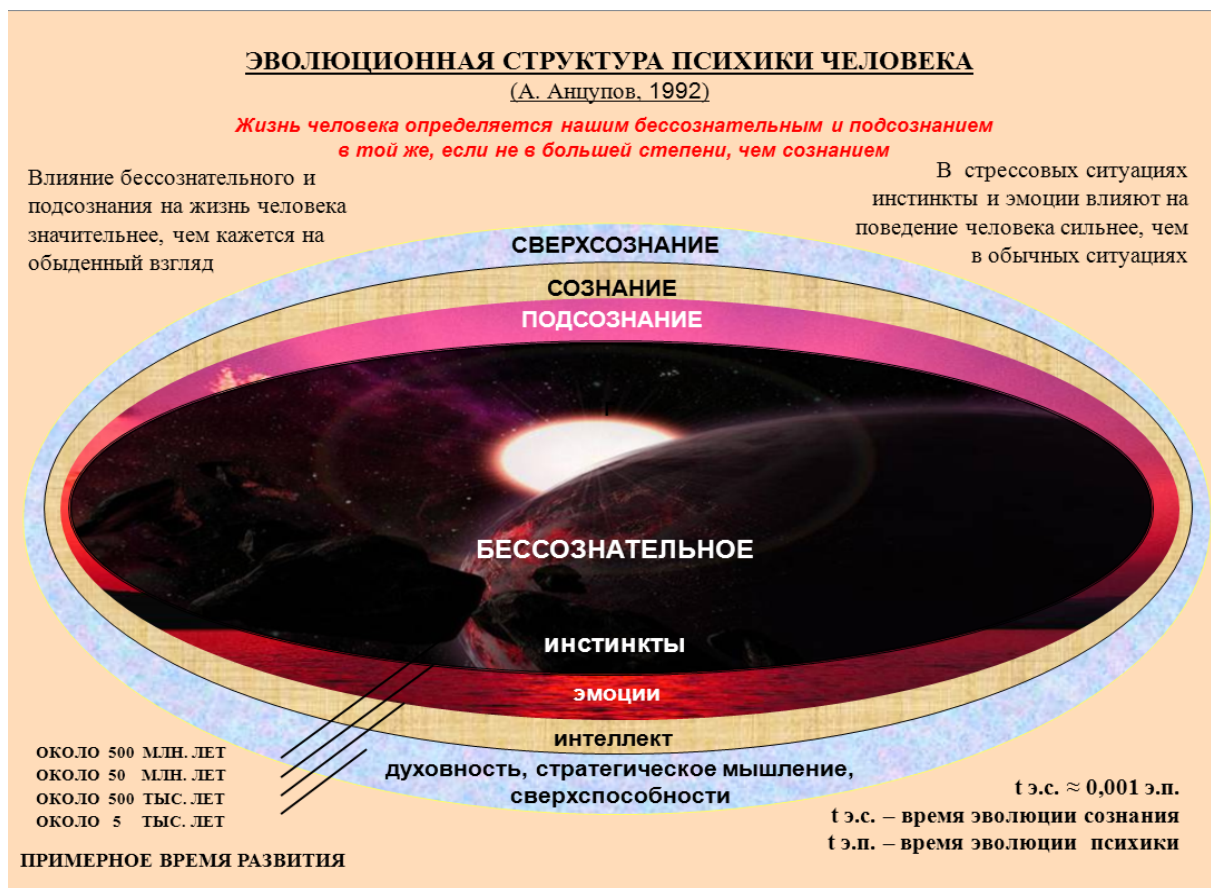 ЭВОЛЮЦИОННАЯ СТРУКТУРА ПСИХИКИ ЧЕЛОВЕКА
(А. Анцупов, 1992)
Жизнь человека определяется нашим бессознательным и подсознанием
в той же, если не в большей степени, чем сознанием
Влияние бессознательного и
подсознания на жизнь человека
значительнее, чем кажется на
обыденный взгляд
В стрессовых ситуациях
инстинкты и эмоции влияют на
поведение человека сильнее, чем
в обычных ситуациях
СВЕРХСОЗНАНИЕ
СОЗНАНИЕ
ПОДСОЗНАНИЕ
БЕССОЗНАТЕЛЬНОЕ
ИНСТИНКТЫ
эмоции
интеллект
духовность, стратегическое мышление,
сверхспособности
ОКОЛО 500 МЛН. ЛЕТ
ОКОЛО 50 МЛН. ЛЕТ
ОКОЛО 500 ТЫС. ЛЕТ
ОКОЛО 5 ТЫС. ЛЕТ
ПРИМЕРНОЕ ВРЕМЯ РАЗВИТИЯ
t э.с. ≈ 0,001 э.п.
t э.с. – время эволюции сознания
t э.п. – время эволюции психики